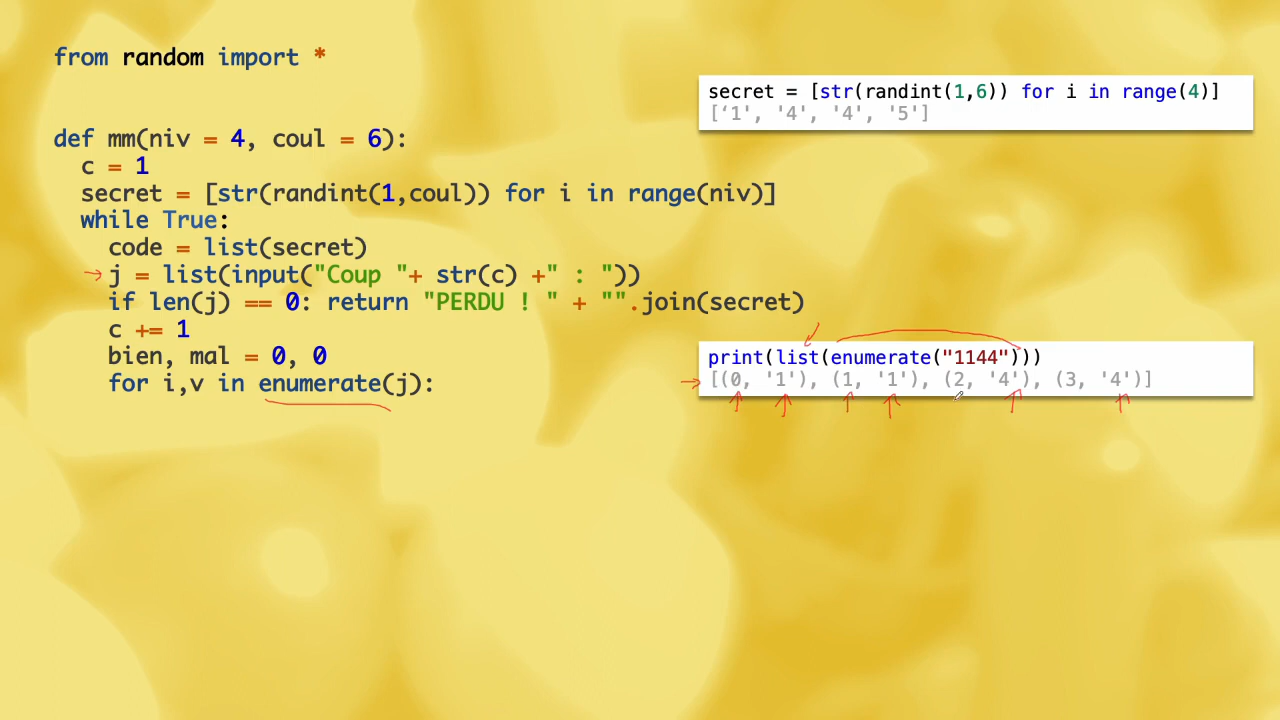 from random import *
def mm(niv = 4, coul = 6):
c = 1
secret = [str(randint(1,coul)) for i in range(niv)]
while True:
code = list(secret)
j = list(input("Coup "+ str(c) +" : "))
if len(j) == 0: return "PERDU ! " + "".join(secret)
c += 1
bien, mal = 0, 0
for i,v in enumerate(j):
secret = [str(randint(1,6)) for i in range(4)]
[‘1', '4', '4', '5']
print(list(enumerate("1144")))
[(0, '1'), (1, '1'), (2, '4'), (3, '4')]